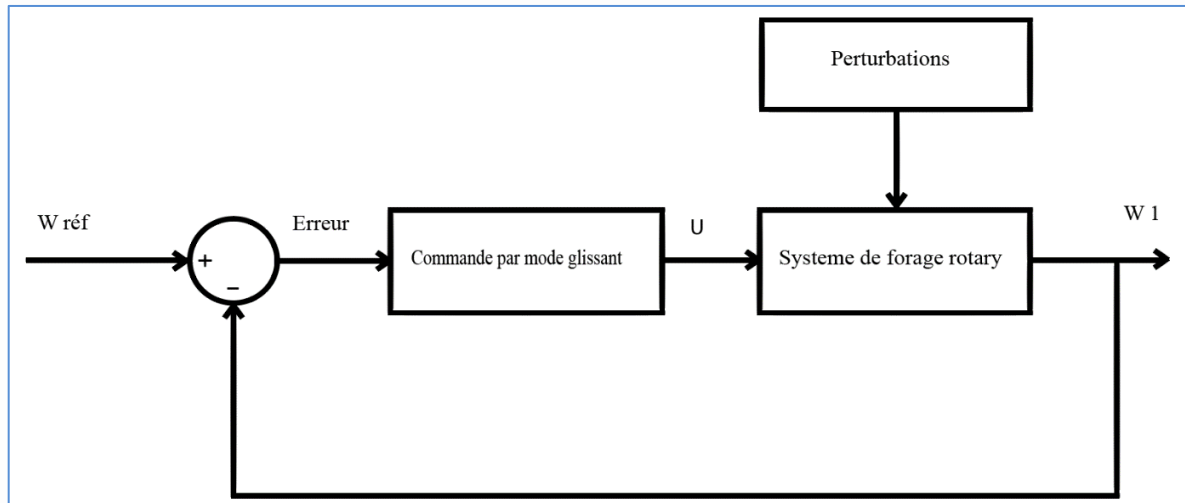 Perturbations
W réf
Erreur
Commande par mode glissant
U
Systeme de forage rotary
W 1
+
−